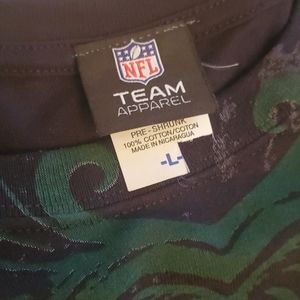 NFL
TEAM
APPAREL
PRE-SHRUNK
100% COTTON/COTON
MADE IN NICARAGUA
-L-